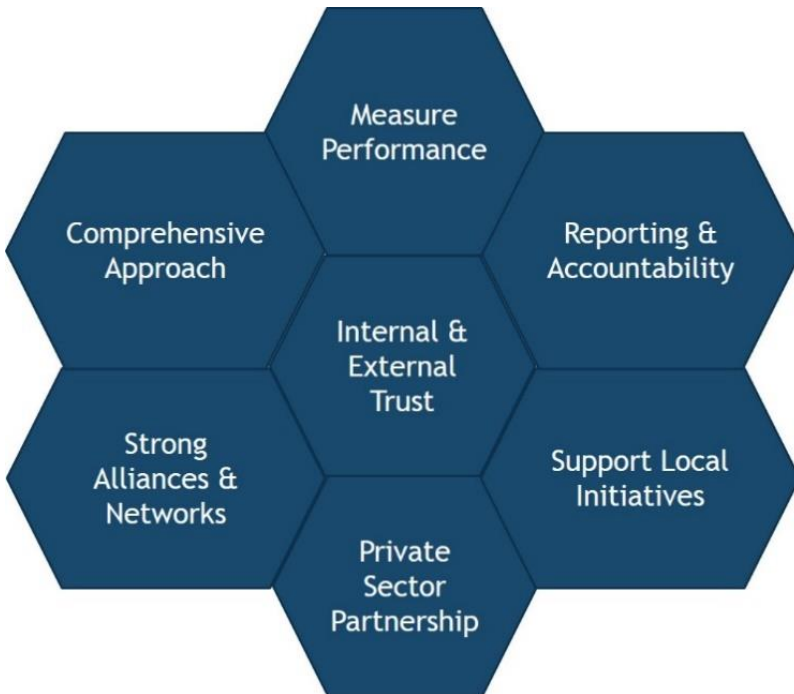 Measure
Performance
Comprehensive
Approach
Reporting &
Accountability
Internal &
External
Trust
Strong
Alliances &
Networks
Support Local
Initiatives
Private
Sector
Partnership